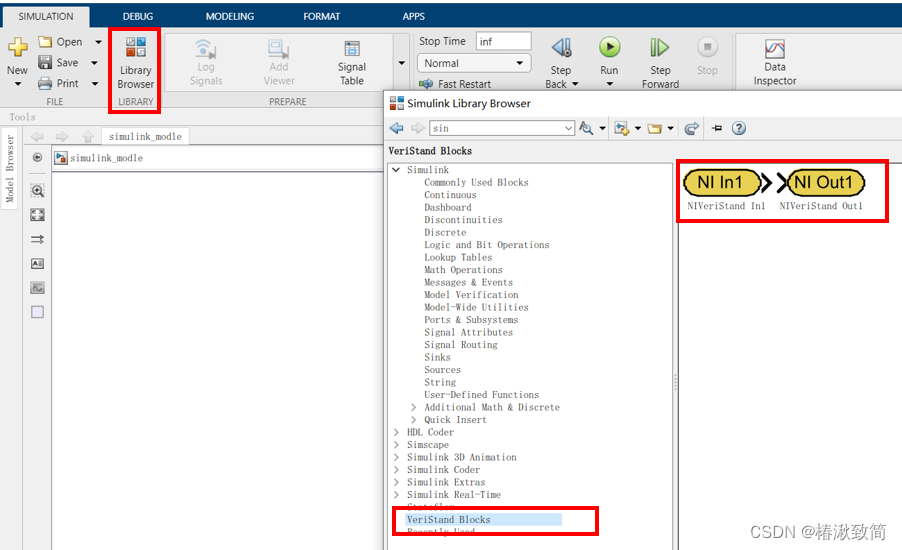 SIMULATION DEBUG MODELING FORMAT APPS
New
Open
Save
Print
FILE
Library
Browser
LIBRARY
Log
Signals
Add
Viewer
Signal
Table
PREPARE
Stop Time inf
Normal
Fast Restart
Step
Back
Run
Step
Forward
Stop
Data
Inspector
Tools
Model Browser
simulink_modle
simulink_modle
Simulink Library Browser
sin
VeriStand Blocks
Simulink
Commonly Used Blocks
Continuous
Dashboard
Discontinuities
Discrete
Logic and Bit Operations
Lookup Tables
Math Operations
Messages & Events
Model Verification
Model-Wide Utilities
Ports & Subsystems
Signal Attributes
Signal Routing
Sinks
Sources
String
User-Defined Functions
Additional Math & Discrete
Quick Insert
HDL Coder
Simscape
Simulink 3D Animation
Simulink Coder
Simulink Extras
Simulink Real-Time
Stateflow
VeriStand Blocks
Recently Used
NI In1
NI Out1
NIVeriStand In1
NIVeriStand Out1
CSDN @椿湫致简